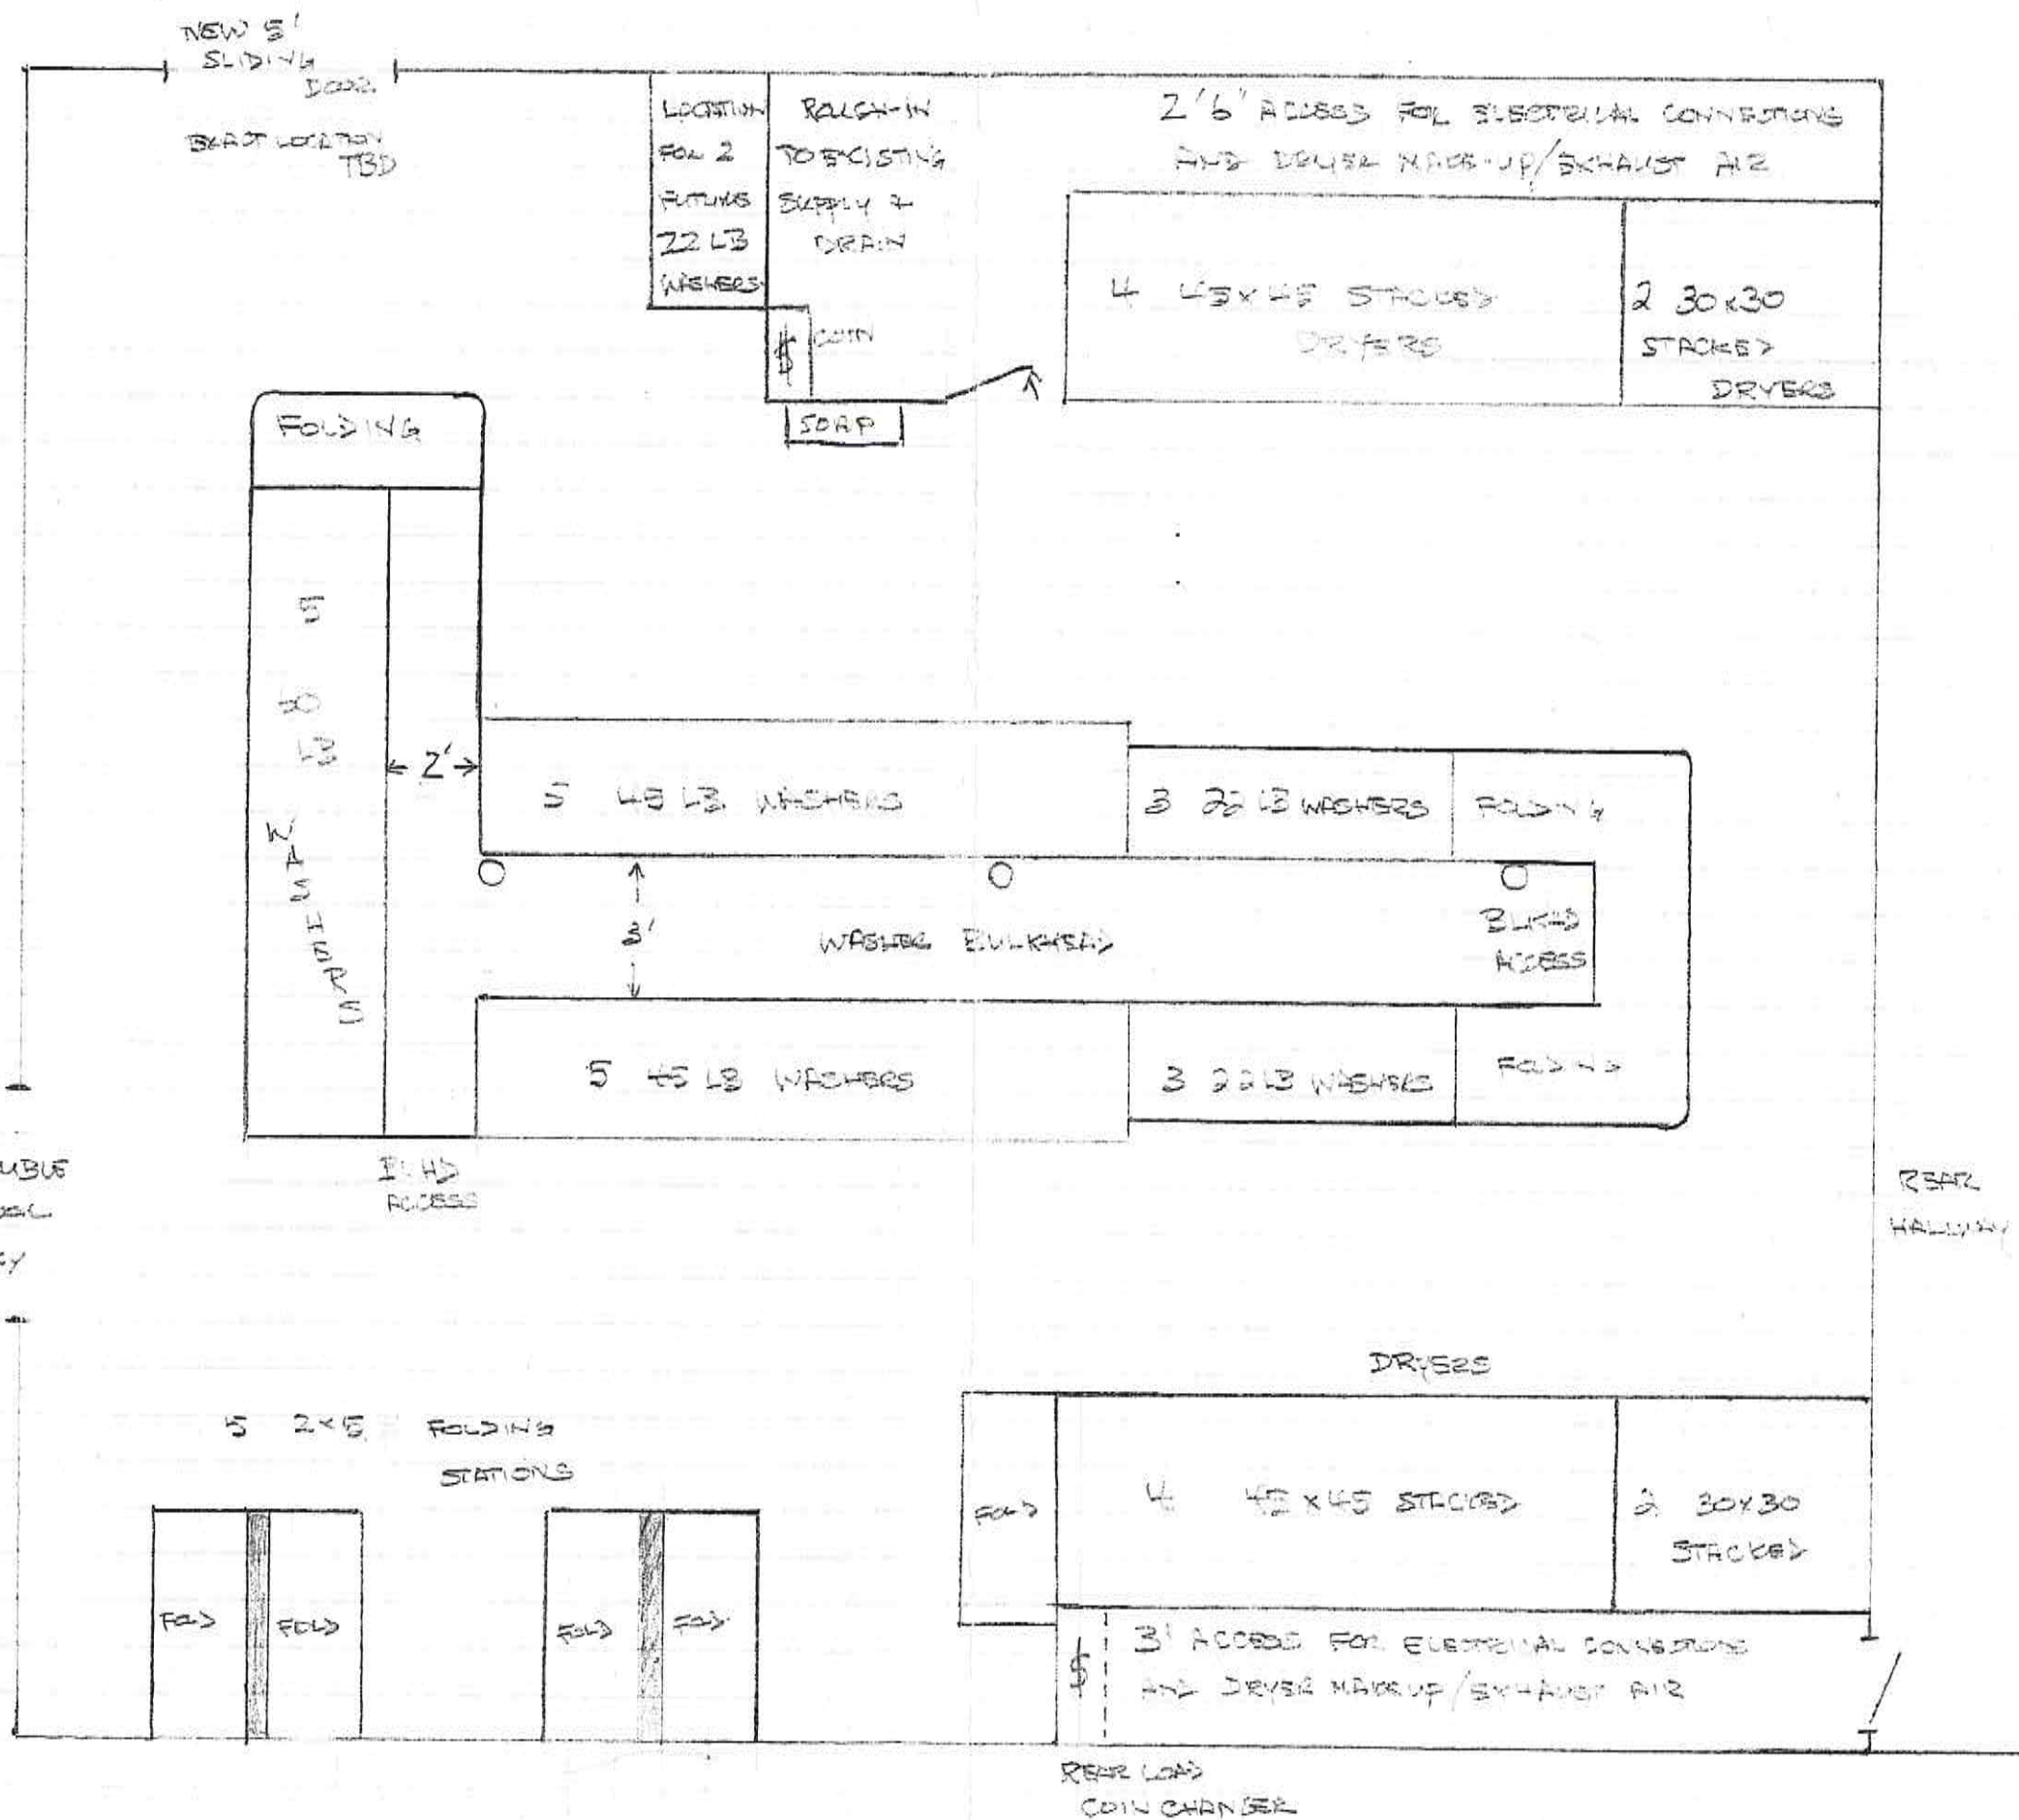 NEW 5'
SLIDING
DOOR
EXACT LOCATION
TBD
LOCATION
FOR 2
FUTURE
22 LB
WASHERS
ROUGH-IN
TO EXISTING
SUPPLY +
DRAIN
2'6" ACCESS FOR ELECTRICAL CONNECTIONS
AND DRYER MAKE-UP/EXHAUST AIR
4 45x45 STACKED
DRYERS
2 30x30
STACKED
DRYERS
$ COIN
SOAP
FOLDING
5
LB
WASHERS
2'
5 45 LB WASHERS
3 22 LB WASHERS
FOLDING
3'
WASHER BULKHEAD
BLKHD
ACCESS
5 45 LB WASHERS
3 22 LB WASHERS
FOLDING
BLHD
ACCESS
REAR
HALLWAY
DRYERS
5 2x5 FOLDING
STATIONS
FOLD
4 45x45 STACKED
2 30x30
STACKED
FOLD
FOLD
FOLD
FOLD
$
3' ACCESS FOR ELECTRICAL CONNECTIONS
AND DRYER MAKEUP/EXHAUST AIR
REAR LOAD
COIN CHANGER